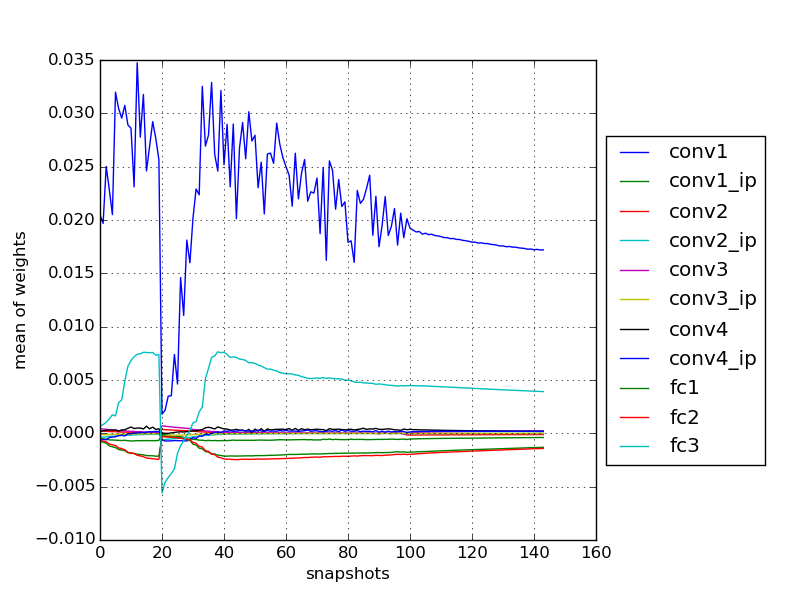 0.035
0.030
0.025
0.020
0.015
0.010
0.005
0.000
−0.005
−0.010
mean of weights
0 20 40 60 80 100 120 140 160
snapshots
conv1
conv1_ip
conv2
conv2_ip
conv3
conv3_ip
conv4
conv4_ip
fc1
fc2
fc3